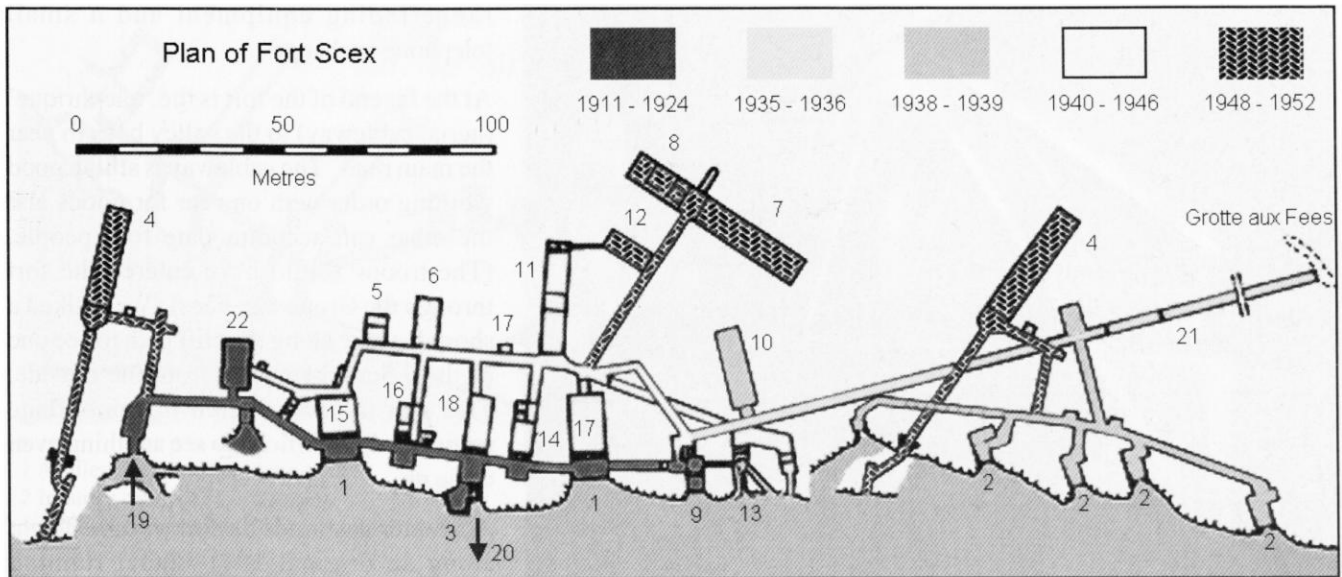 Plan of Fort Scex
1911 - 1924 1935 - 1936 1938 - 1939 1940 - 1946 1948 - 1952
0 50 100
Metres
8
4 12 7 4 Grotte aux Fees
11
6
5
22 17 10 21
16
18
15 14 17
1 1 2 2 2
19 3 9 13
20 2